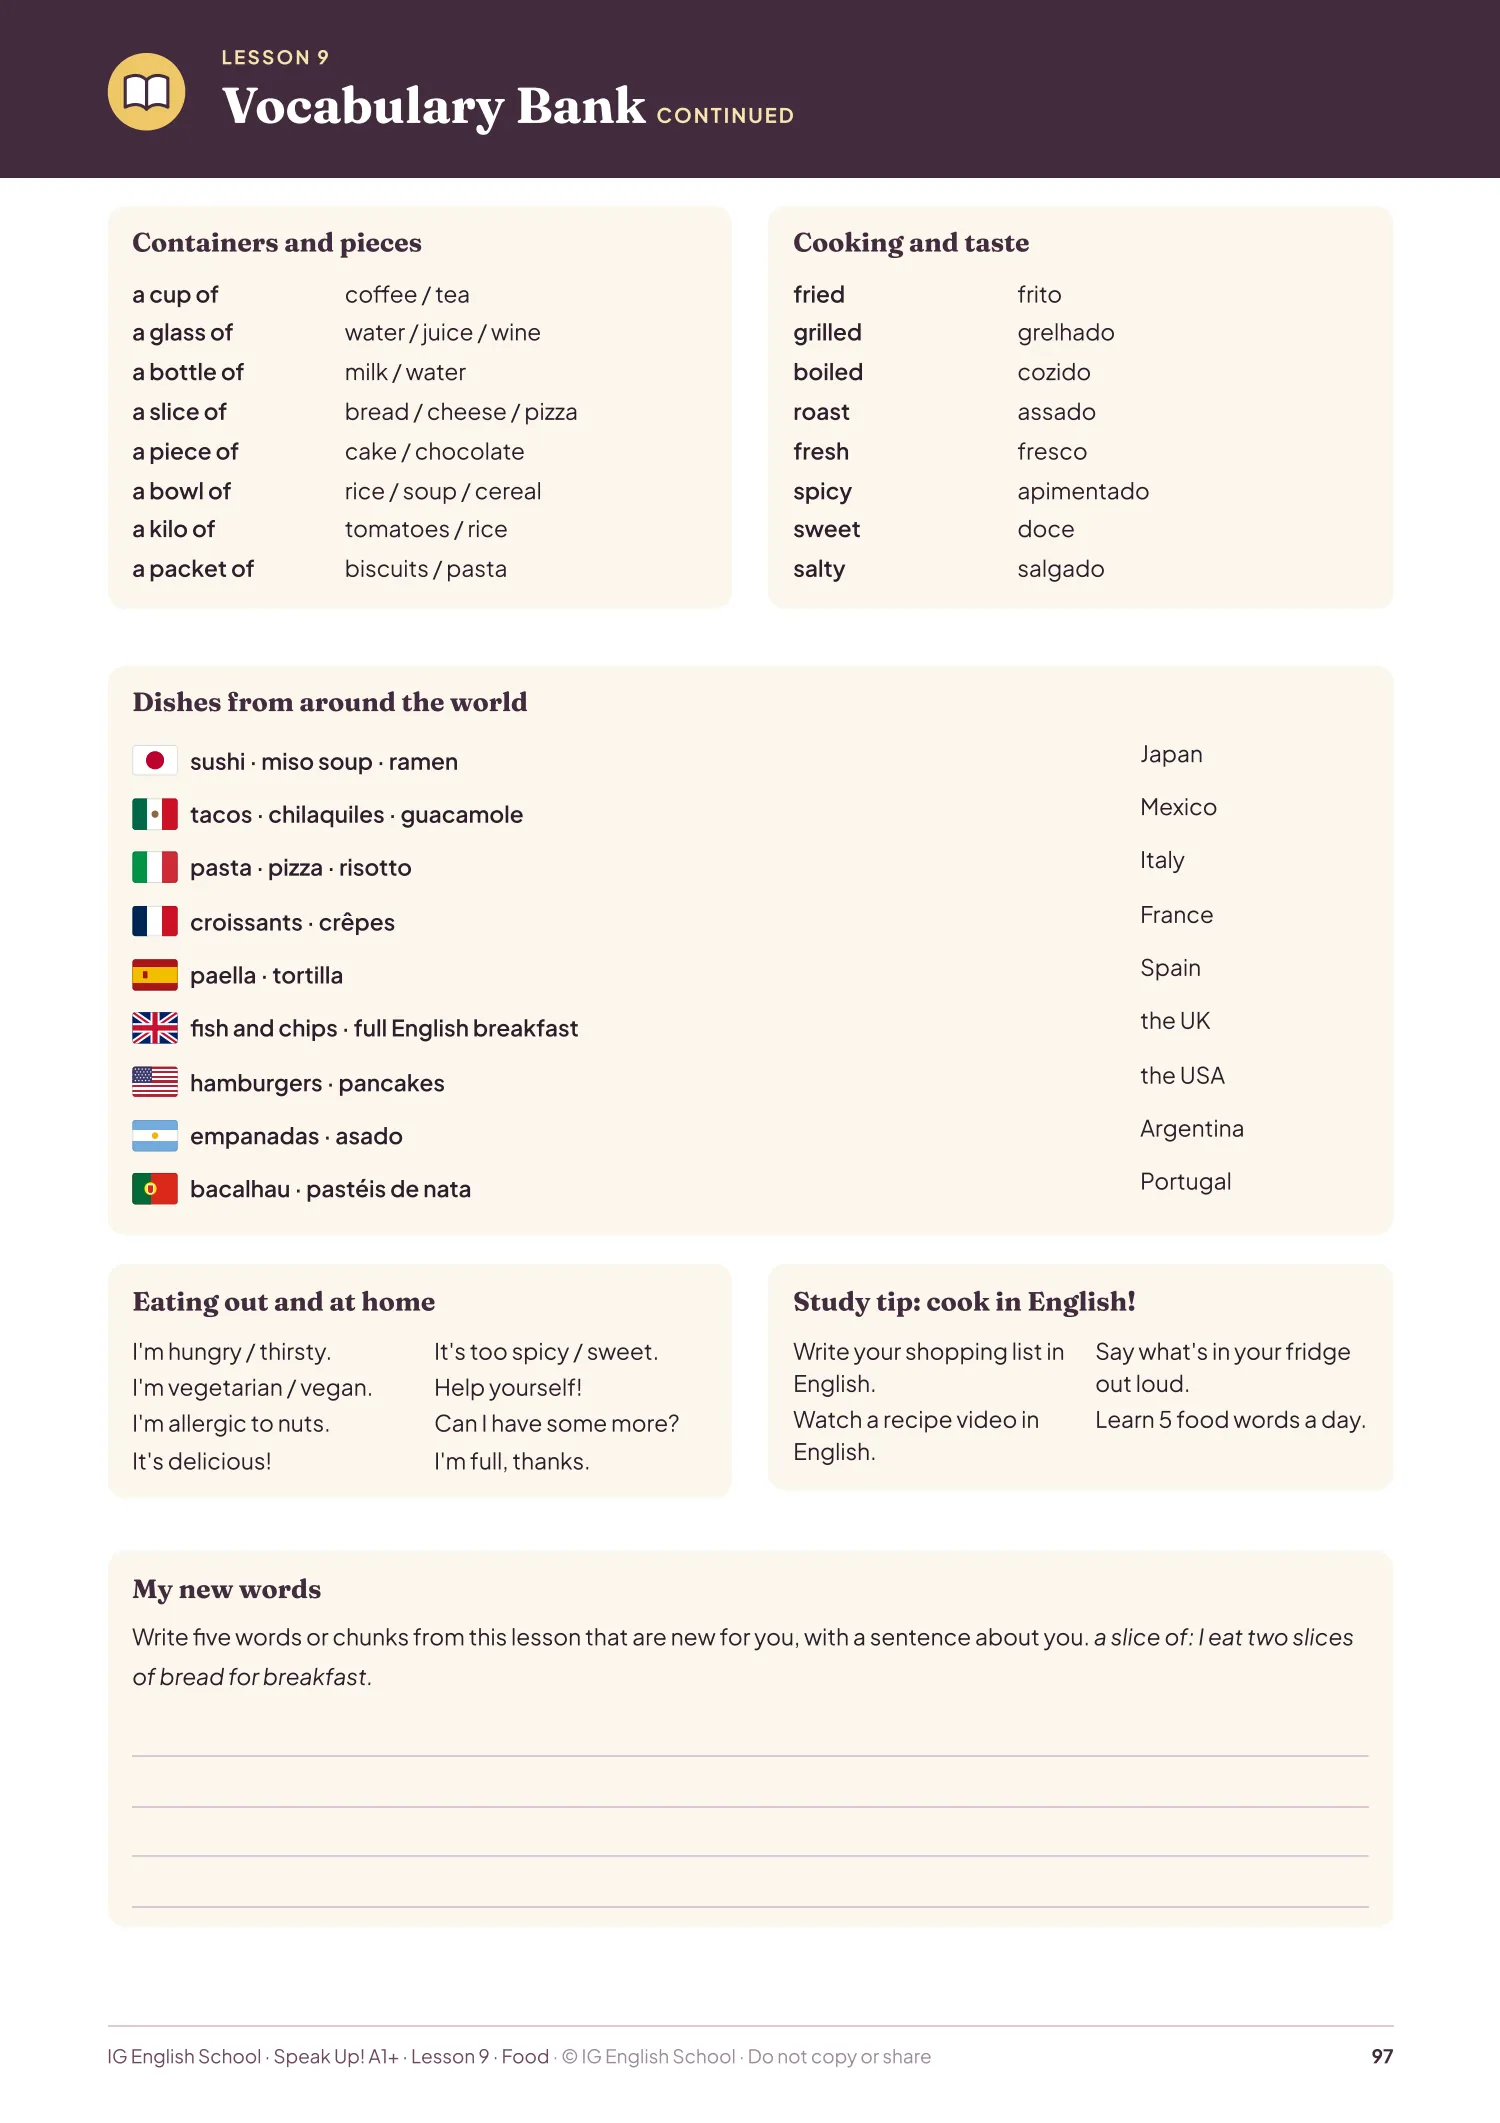 LESSON 9
Vocabulary Bank CONTINUED
Containers and pieces
a cup of coffee / tea
a glass of water / juice / wine
a bottle of milk / water
a slice of bread / cheese / pizza
a piece of cake / chocolate
a bowl of rice / soup / cereal
a kilo of tomatoes / rice
a packet of biscuits / pasta
Cooking and taste
fried frito
grilled grelhado
boiled cozido
roast assado
fresh fresco
spicy apimentado
sweet doce
salty salgado
Dishes from around the world
sushi · miso soup · ramen Japan
tacos · chilaquiles · guacamole Mexico
pasta · pizza · risotto Italy
croissants · crêpes France
paella · tortilla Spain
fish and chips · full English breakfast the UK
hamburgers · pancakes the USA
empanadas · asado Argentina
bacalhau · pastéis de nata Portugal
Eating out and at home
I'm hungry / thirsty. It's too spicy / sweet.
I'm vegetarian / vegan. Help yourself!
I'm allergic to nuts. Can I have some more?
It's delicious! I'm full, thanks.
Study tip: cook in English!
Write your shopping list in
English.
Say what's in your fridge
out loud.
Watch a recipe video in
English.
Learn 5 food words a day.
My new words
Write five words or chunks from this lesson that are new for you, with a sentence about you. a slice of: I eat two slices
of bread for breakfast.
IG English School · Speak Up! A1+ · Lesson 9 · Food · © IG English School · Do not copy or share 97